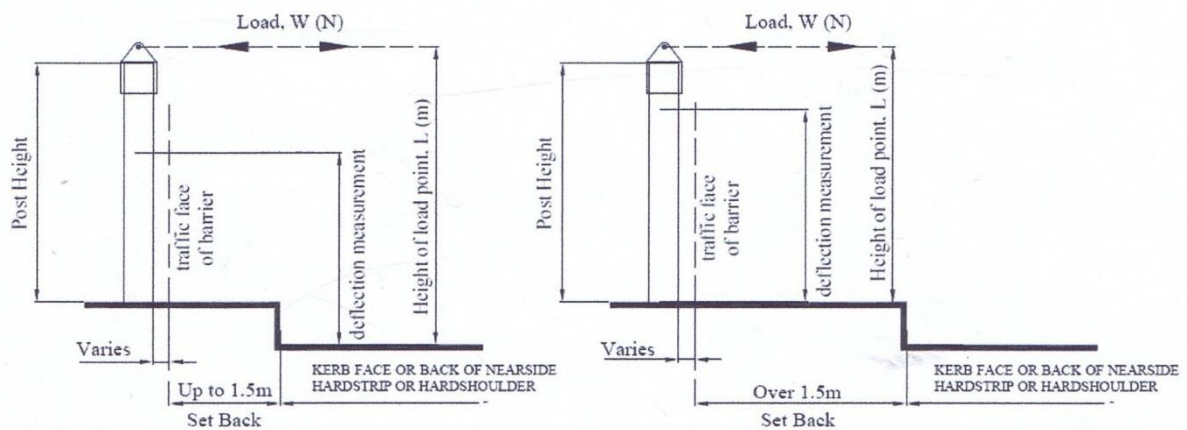 Load, W (N)
Post Height
traffic face
of barrier
deflection measurement
Height of load point. L (m)
Varies
KERB FACE OR BACK OF NEARSIDE
HARDSTRIP OR HARDSHOULDER
Up to 1.5m
Set Back
Load, W (N)
Post Height
traffic face
of barrier
deflection measurement
Height of load point. L (m)
Varies
KERB FACE OR BACK OF NEARSIDE
HARDSTRIP OR HARDSHOULDER
Over 1.5m
Set Back